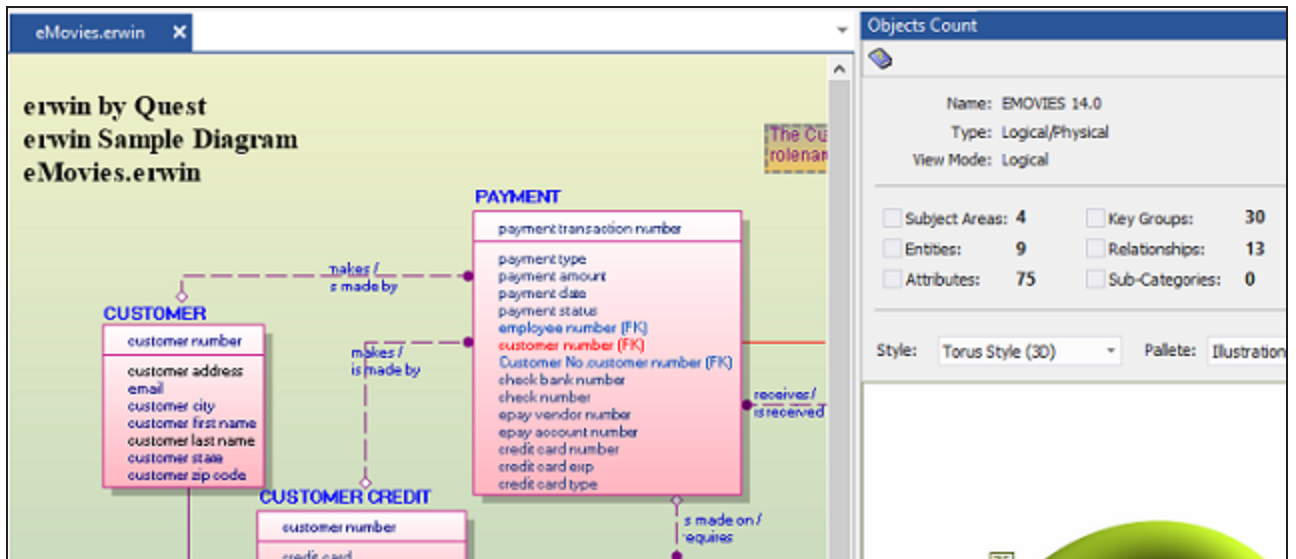 eMovies.erwin
Objects Count
erwin by Quest
erwin Sample Diagram
eMovies.erwin
The Cu
rolenam
PAYMENT
payment transaction number
payment type
payment amount
payment date
payment status
employee number (FK)
customer number (FK)
Customer No.customer number (FK)
check bank number
check number
epay vendor number
epay account number
credit card number
credit card exp
credit card type
makes /
s made by
CUSTOMER
customer number
customer address
email
customer city
customer first name
customer last name
customer state
customer zip code
makes /
is made by
receives /
is received
CUSTOMER CREDIT
customer number
credit card
s made on /
requires
Name: EMOVIES 14.0
Type: Logical/Physical
View Mode: Logical
Subject Areas: 4 Key Groups: 30
Entities: 9 Relationships: 13
Attributes: 75 Sub-Categories: 0
Style: Torus Style (3D) Pallete: Illustration